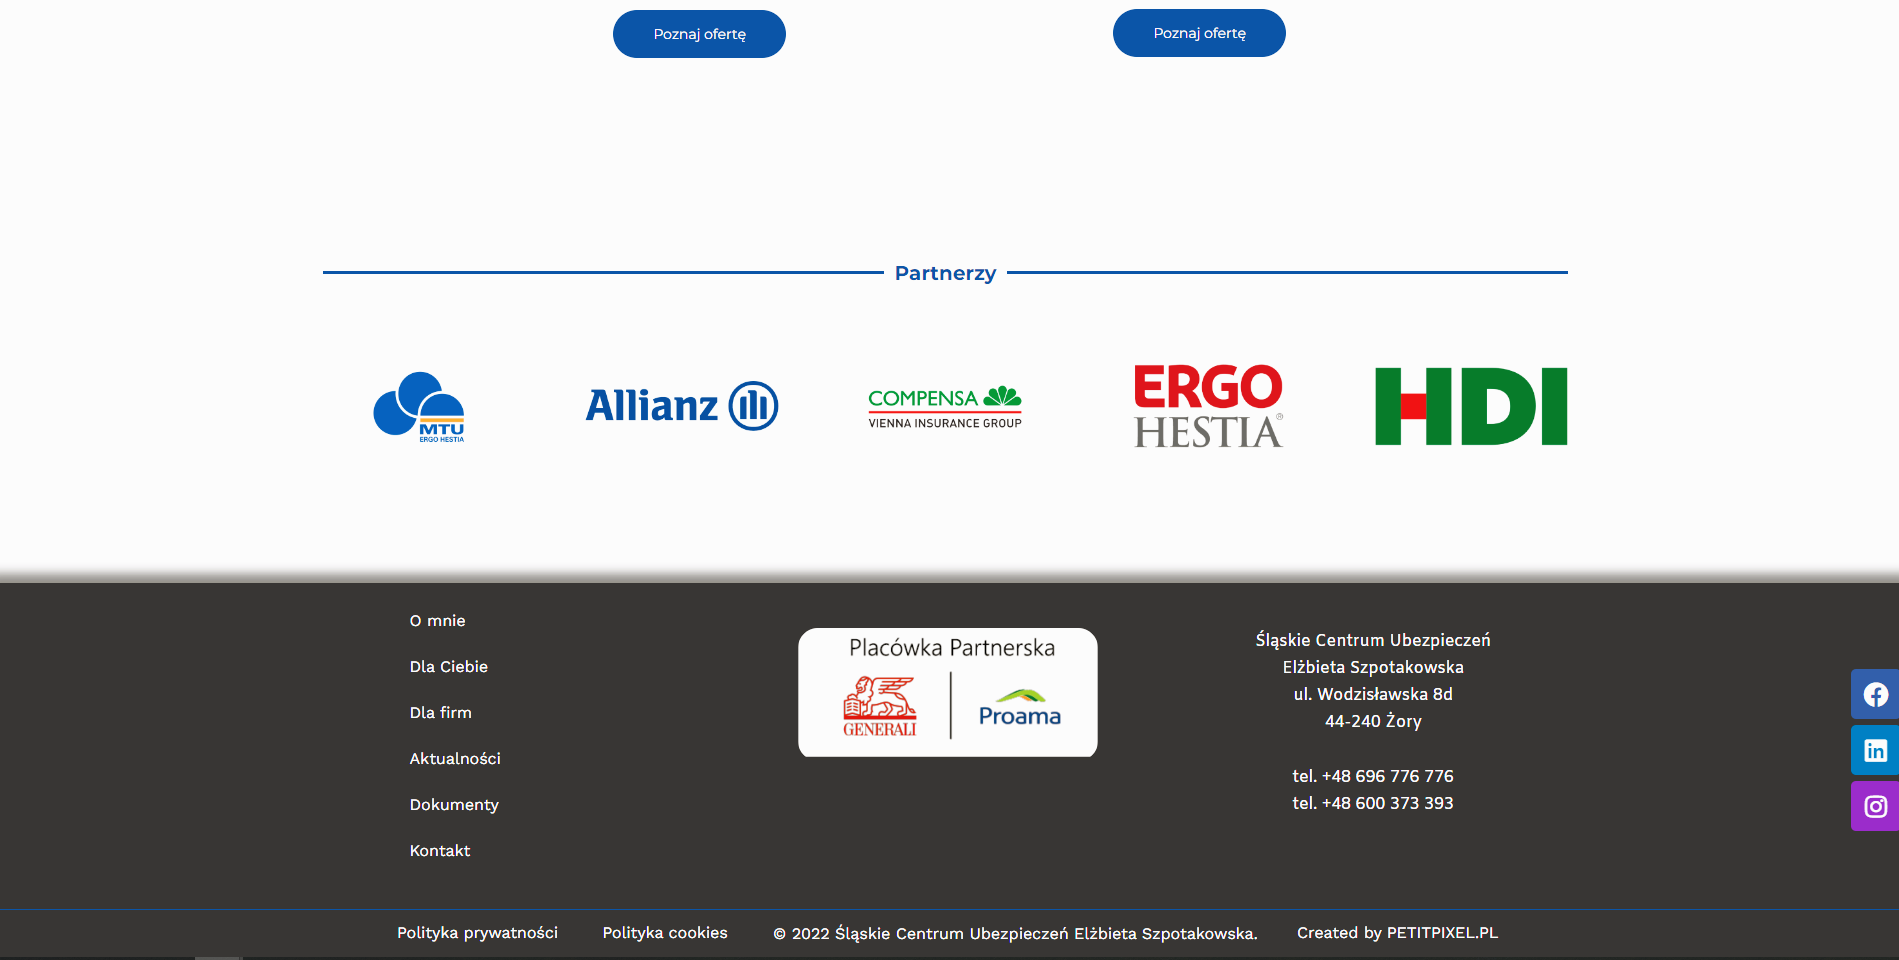 Poznaj ofertę
Poznaj ofertę
Partnerzy
MTU
ERGO HESTIA
Allianz
COMPENSA
VIENNA INSURANCE GROUP
ERGO
HESTIA®
HDI
O mnie
Dla Ciebie
Dla firm
Aktualności
Dokumenty
Kontakt
Placówka Partnerska
GENERALI
Proama
Śląskie Centrum Ubezpieczeń
Elżbieta Szpotakowska
ul. Wodzisławska 8d
44-240 Żory
tel. +48 696 776 776
tel. +48 600 373 393
Polityka prywatności
Polityka cookies
© 2022 Śląskie Centrum Ubezpieczeń Elżbieta Szpotakowska.
Created by PETITPIXEL.PL